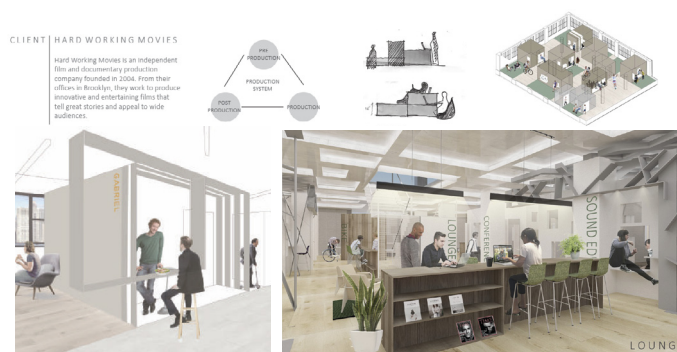 CLIENT | HARD WORKING MOVIES
Hard Working Movies is an independent
film and documentary production
company founded in 2004. From their
offices in Brooklyn, they work to produce
innovative and entertaining films that
tell great stories and appeal to wide
audiences.
PRE
PRODUCTION
PRODUCTION
SYSTEM
POST
PRODUCTION
PRODUCTION
GABRIEL
LOUNGE
CONFEREN
SOUND ED
LOUNG